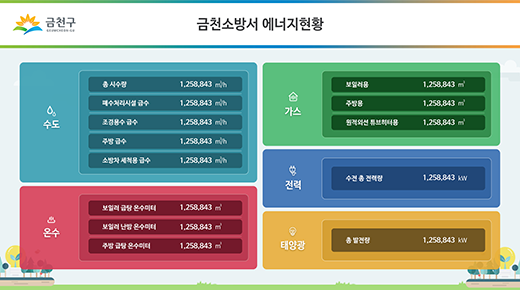 금천구
GEUMCHEON-GU
금천소방서 에너지현황
수도
총 시수량 1,258,843 ㎥/h
폐수처리시설 급수 1,258,843 ㎥/h
조경용수 급수 1,258,843 ㎥/h
주방 급수 1,258,843 ㎥/h
소방차 세척용 급수 1,258,843 ㎥/h
온수
보일러 급탕 온수미터 1,258,843 ㎥
보일러 난방 온수미터 1,258,843 ㎥
주방 급탕 온수미터 1,258,843 ㎥
가스
보일러용 1,258,843 ㎥
주방용 1,258,843 ㎥
원적외선 튜브히터용 1,258,843 ㎥
전력
수전 총 전력량 1,258,843 kW
태양광
총 발전량 1,258,843 kW